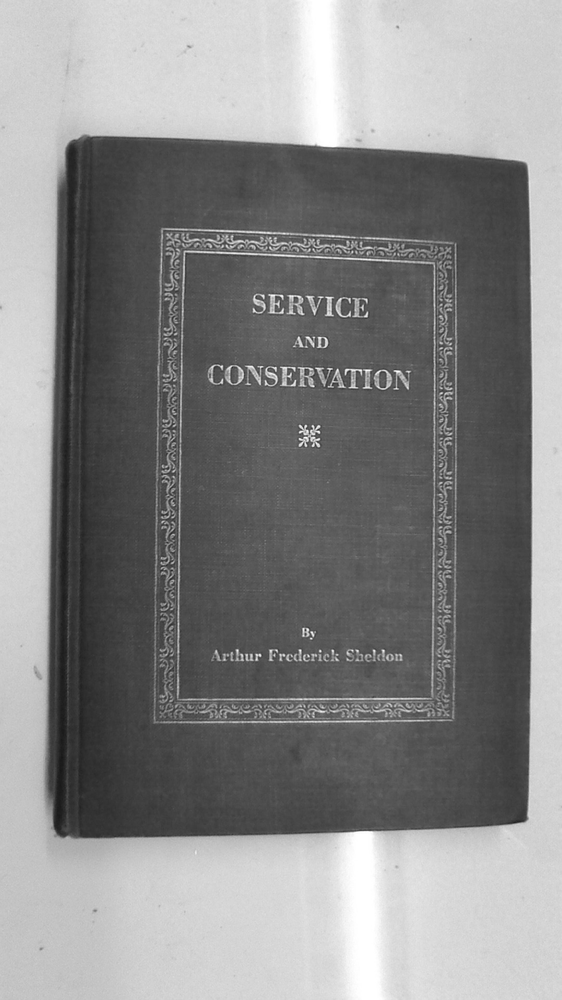 SERVICE
AND
CONSERVATION
By
Arthur Frederick Sheldon